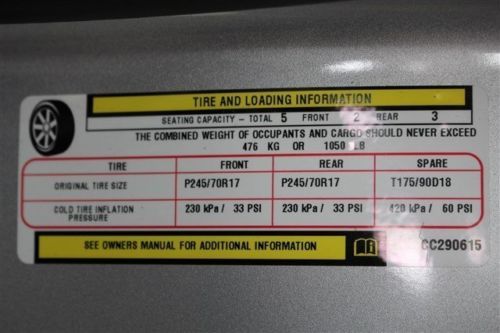 TIRE AND LOADING INFORMATION
SEATING CAPACITY – TOTAL 5 FRONT 2 REAR 3
THE COMBINED WEIGHT OF OCCUPANTS AND CARGO SHOULD NEVER EXCEED
476 KG OR 1050 LB
TIRE FRONT REAR SPARE
ORIGINAL TIRE SIZE P245/70R17 P245/70R17 T175/90D18
COLD TIRE INFLATION PRESSURE 230 kPa / 33 PSI 230 kPa / 33 PSI 420 kPa / 60 PSI
SEE OWNERS MANUAL FOR ADDITIONAL INFORMATION CC290615